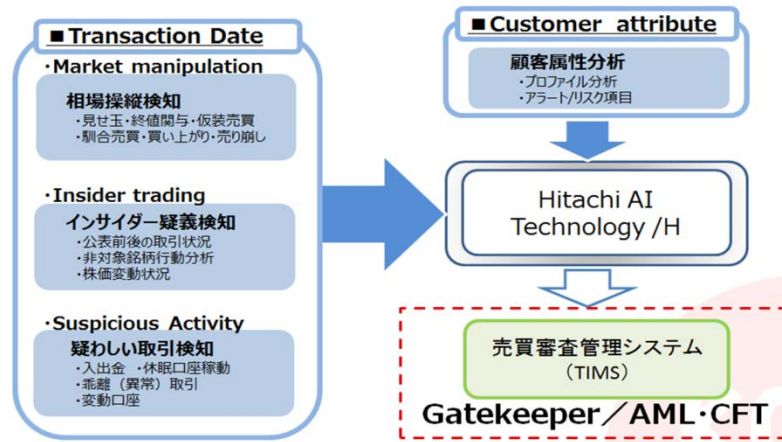 ■Transaction Date
・Market manipulation
相場操縦検知
・見せ玉・終値関与・仮装売買
・馴合売買・買い上がり・売り崩し
・Insider trading
インサイダー疑義検知
・公表前後の取引状況
・非対象銘柄行動分析
・株価変動状況
・Suspicious Activity
疑わしい取引検知
・入出金 ・休眠口座稼動
・乖離（異常）取引
・変動口座
■Customer attribute
顧客属性分析
・プロファイル分析
・アラート/リスク項目
Hitachi AI
Technology /H
売買審査管理システム
（TIMS）
Gatekeeper／AML・CFT